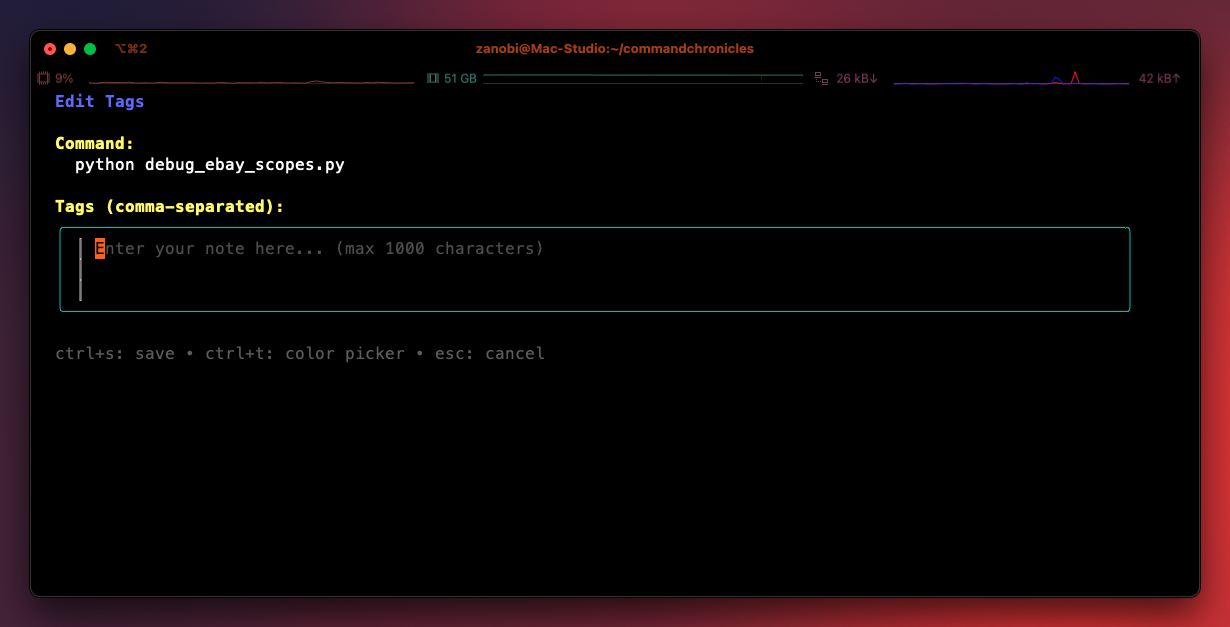 ⌥⌘2
zanobi@Mac-Studio:~/commandchronicles
9% 51 GB 26 kB↓ 42 kB↑
Edit Tags
Command:
python debug_ebay_scopes.py
Tags (comma-separated):
Enter your note here... (max 1000 characters)
ctrl+s: save • ctrl+t: color picker • esc: cancel